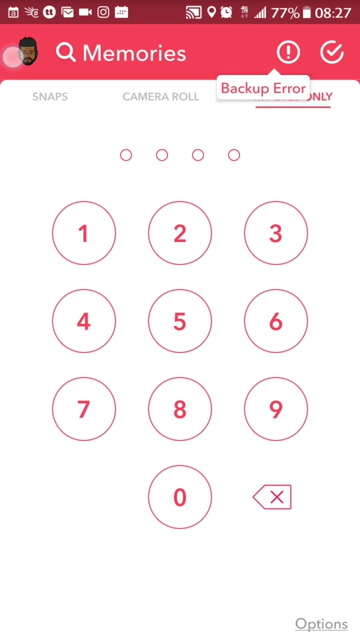 77% 08:27
Memories
Backup Error
SNAPS CAMERA ROLL ONLY
1 2 3
4 5 6
7 8 9
0
Options